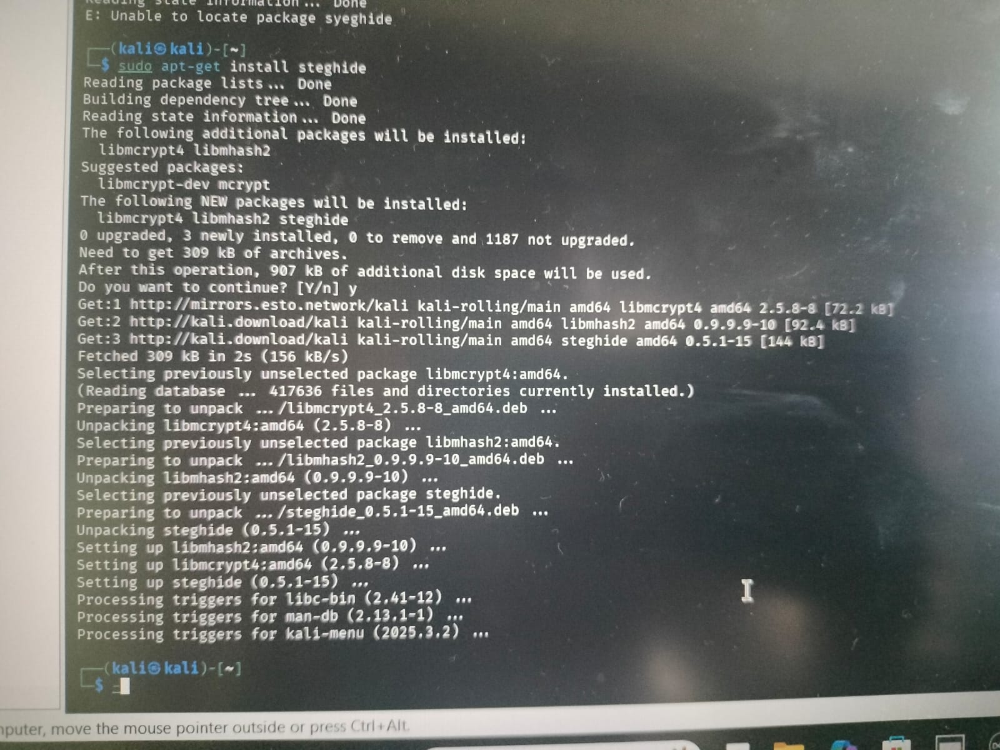 Reading state information... Done
E: Unable to locate package syeghide
(kali㉿kali)-[~]
$ sudo apt-get install steghide
Reading package lists... Done
Building dependency tree... Done
Reading state information... Done
The following additional packages will be installed:
libmcrypt4 libmhash2
Suggested packages:
libmcrypt-dev mcrypt
The following NEW packages will be installed:
libmcrypt4 libmhash2 steghide
0 upgraded, 3 newly installed, 0 to remove and 1187 not upgraded.
Need to get 309 kB of archives.
After this operation, 907 kB of additional disk space will be used.
Do you want to continue? [Y/n] y
Get:1 http://mirrors.esto.network/kali kali-rolling/main amd64 libmcrypt4 amd64 2.5.8-8 [72.2 kB]
Get:2 http://kali.download/kali kali-rolling/main amd64 libmhash2 amd64 0.9.9.9-10 [92.4 kB]
Get:3 http://kali.download/kali kali-rolling/main amd64 steghide amd64 0.5.1-15 [144 kB]
Fetched 309 kB in 2s (156 kB/s)
Selecting previously unselected package libmcrypt4:amd64.
(Reading database ... 417636 files and directories currently installed.)
Preparing to unpack .../libmcrypt4_2.5.8-8_amd64.deb ...
Unpacking libmcrypt4:amd64 (2.5.8-8) ...
Selecting previously unselected package libmhash2:amd64.
Preparing to unpack .../libmhash2_0.9.9.9-10_amd64.deb ...
Unpacking libmhash2:amd64 (0.9.9.9-10) ...
Selecting previously unselected package steghide.
Preparing to unpack .../steghide_0.5.1-15_amd64.deb ...
Unpacking steghide (0.5.1-15) ...
Setting up libmhash2:amd64 (0.9.9.9-10) ...
Setting up libmcrypt4:amd64 (2.5.8-8) ...
Setting up steghide (0.5.1-15) ...
Processing triggers for libc-bin (2.41-12) ...
Processing triggers for man-db (2.13.1-1) ...
Processing triggers for kali-menu (2025.3.2) ...
(kali㉿kali)-[~]
$
move the mouse pointer outside or press Ctrl+Alt.